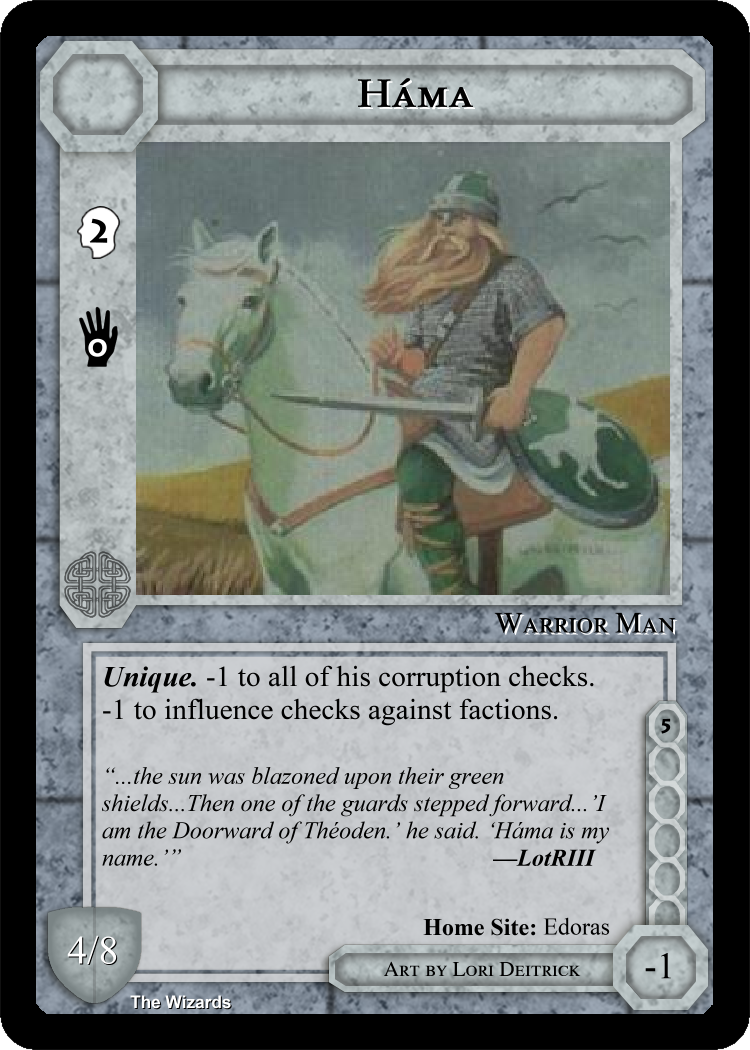 HÁMA
2
0
WARRIOR MAN
Unique. -1 to all of his corruption checks.
-1 to influence checks against factions.
5
“...the sun was blazoned upon their green
shields...Then one of the guards stepped forward...’I
am the Doorward of Théoden.’ he said. ‘Háma is my
name.’”
—LotRIII
Home Site: Edoras
4/8
ART BY LORI DEITRICK
-1
The Wizards